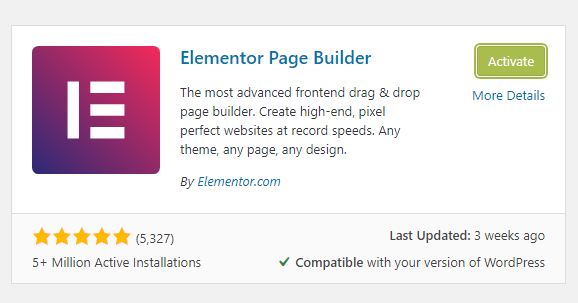 Elementor Page Builder
Activate
The most advanced frontend drag & drop
More Details
page builder. Create high-end, pixel
perfect websites at record speeds. Any
theme, any page, any design.
By Elementor.com
(5,327)
Last Updated: 3 weeks ago
5+ Million Active Installations
Compatible with your version of WordPress